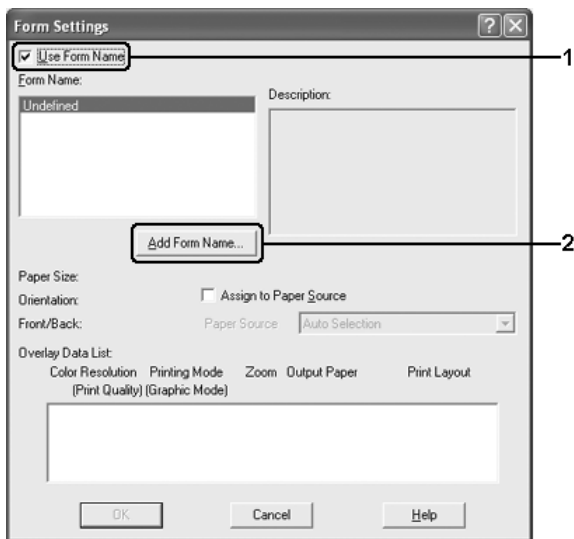 Form Settings
Use Form Name
1
Form Name:
Description:
Undefined
Add Form Name...
2
Paper Size:
Orientation:
Assign to Paper Source
Front/Back:
Paper Source
Auto Selection
Overlay Data List:
Color Resolution Printing Mode Zoom Output Paper Print Layout
(Print Quality) (Graphic Mode)
OK
Cancel
Help